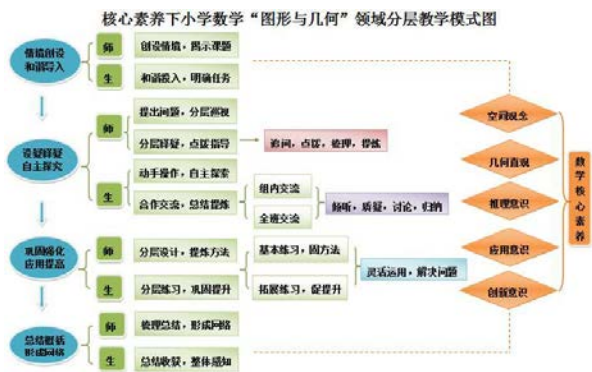 核心素养下小学数学“图形与几何”领域分层教学模式图
情境创设
和谐导入
师
创设情境，揭示课题
生
和谐投入，明确任务
设疑释疑
自主探究
师
提出问题，分层巡视
分层释疑，点拨指导
追问，点拨，梳理，提炼
生
动手操作，自主探索
合作交流，总结提炼
组内交流
全班交流
倾听，质疑，讨论，归纳
巩固强化
应用提高
师
分层设计，提炼方法
生
分层练习，巩固提升
基本练习，固方法
拓展练习，促提升
灵活运用，解决问题
总结概括
形成网络
师
梳理总结，形成网络
生
总结收获，整体感知
空间观念
几何直观
推理意识
应用意识
创新意识
数学核心素养